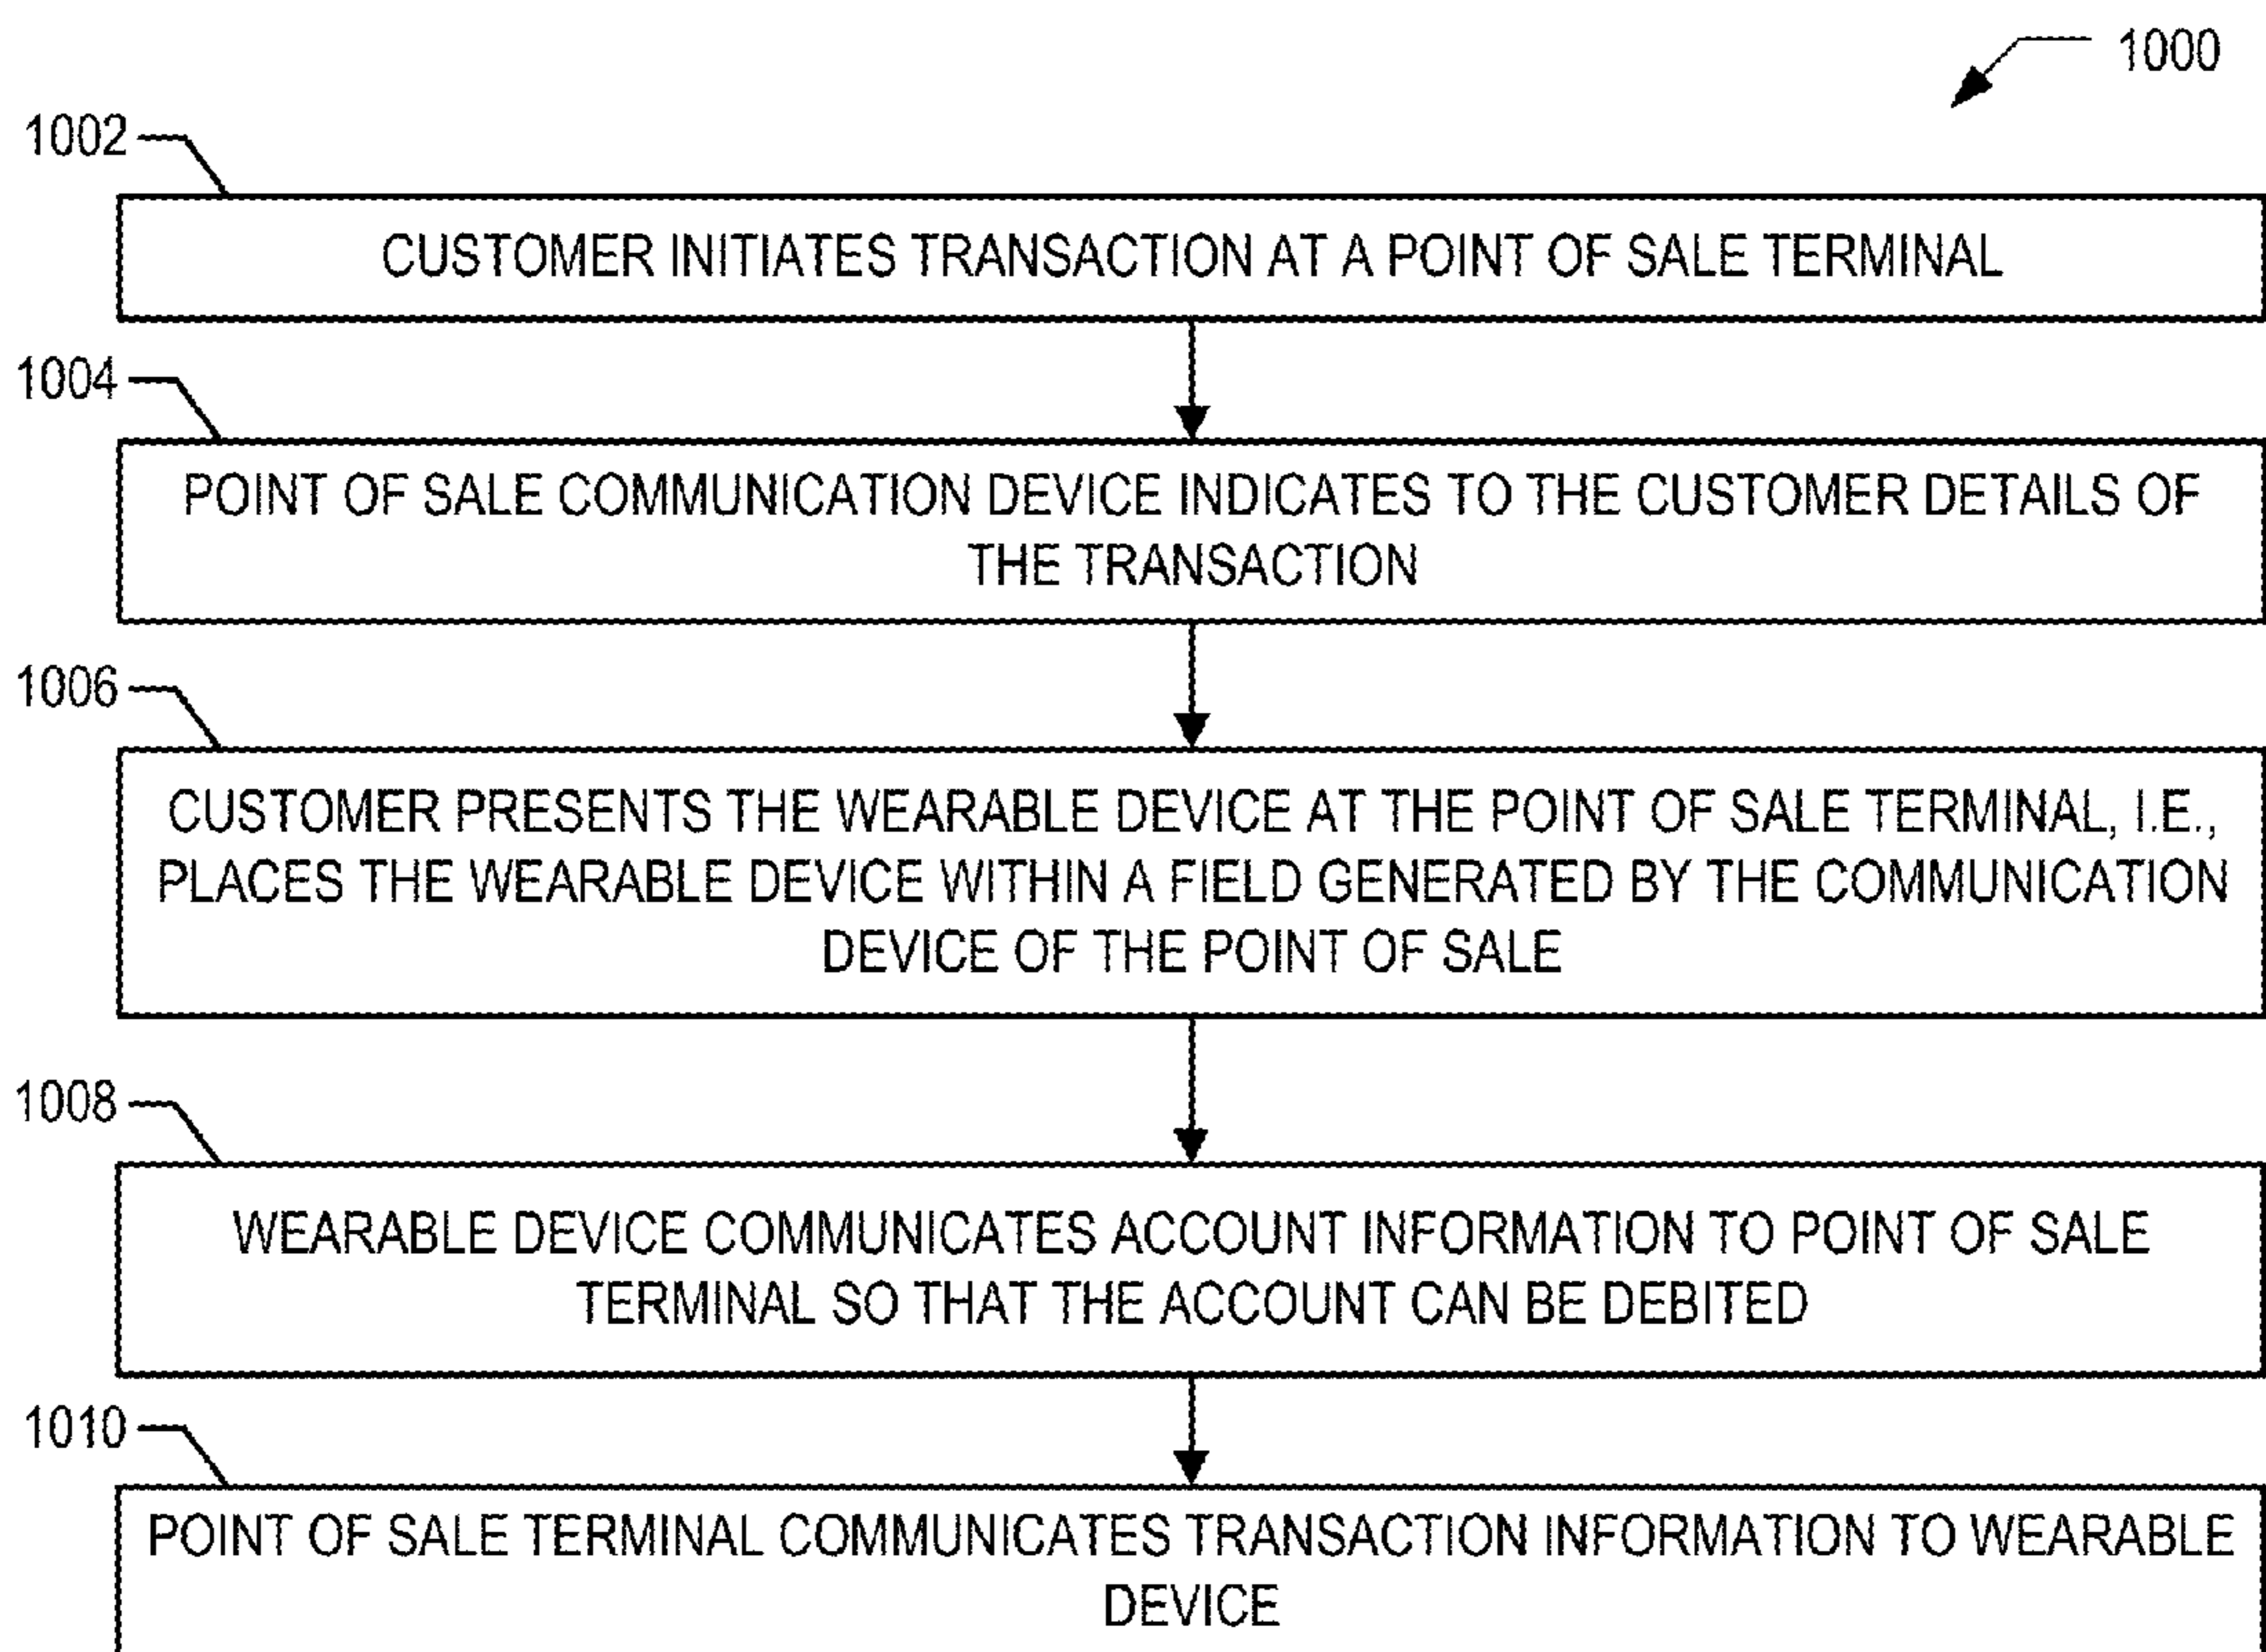 1000
1002
CUSTOMER INITIATES TRANSACTION AT A POINT OF SALE TERMINAL
1004
POINT OF SALE COMMUNICATION DEVICE INDICATES TO THE CUSTOMER DETAILS OF
THE TRANSACTION
1006
CUSTOMER PRESENTS THE WEARABLE DEVICE AT THE POINT OF SALE TERMINAL, I.E.,
PLACES THE WEARABLE DEVICE WITHIN A FIELD GENERATED BY THE COMMUNICATION
DEVICE OF THE POINT OF SALE
1008
WEARABLE DEVICE COMMUNICATES ACCOUNT INFORMATION TO POINT OF SALE
TERMINAL SO THAT THE ACCOUNT CAN BE DEBITED
1010
POINT OF SALE TERMINAL COMMUNICATES TRANSACTION INFORMATION TO WEARABLE
DEVICE